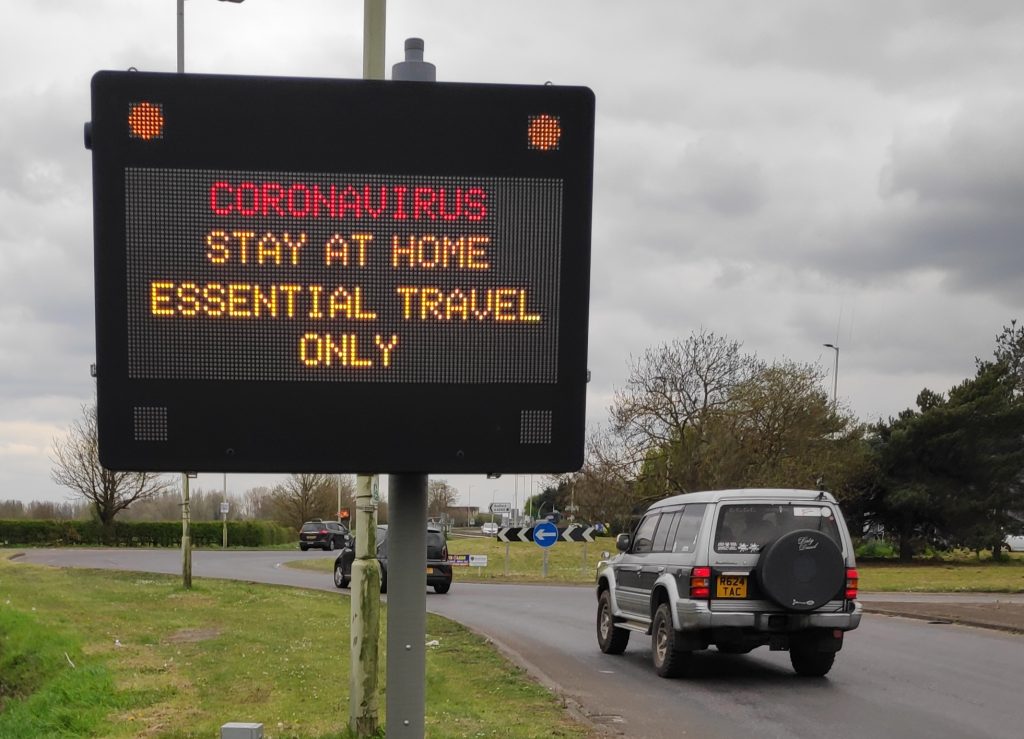 CORONAVIRUS
STAY AT HOME
ESSENTIAL TRAVEL
ONLY
R624
TAC